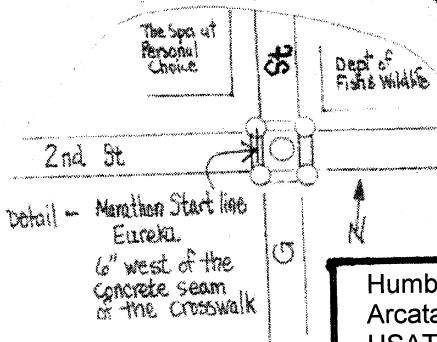 The Spa at
Personal
Choice
St
Dept of
Fish & Wildlife
2nd St
Detail - Marathon Start line
Eureka.
6" west of the
Concrete seam
of the Crosswalk
G
N
Humb
Arcata
USAT